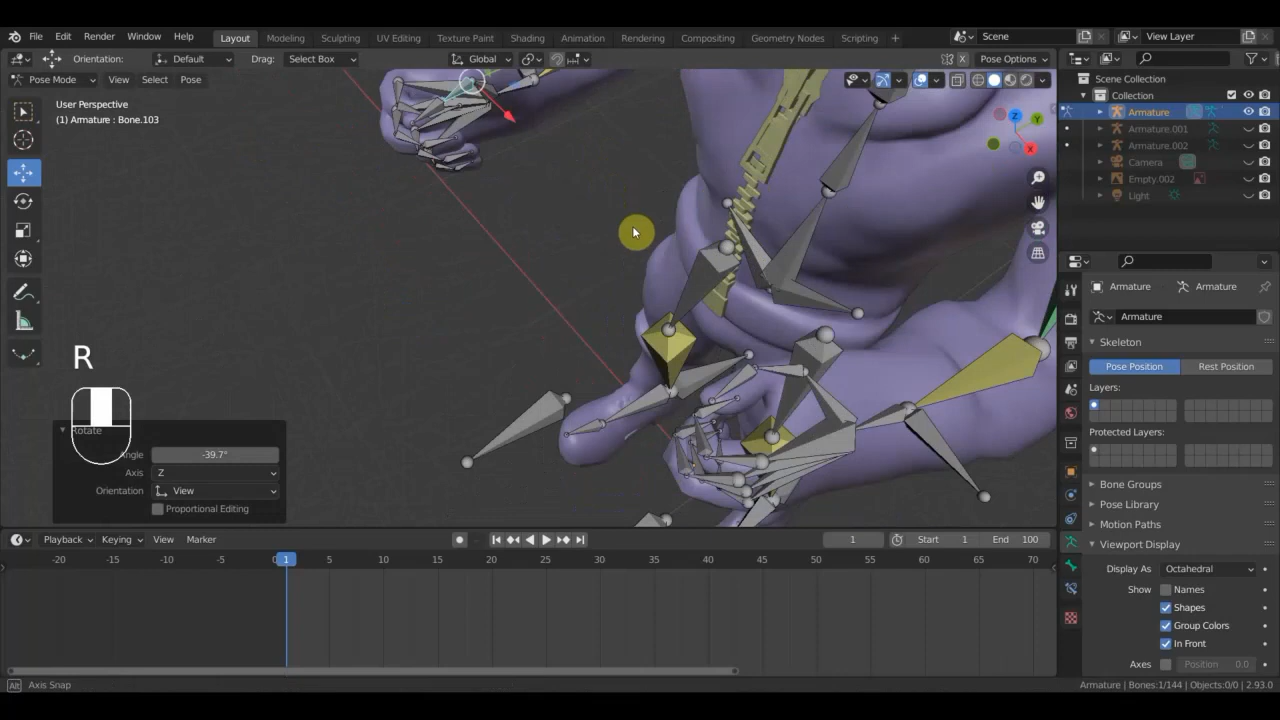 File Edit Render Window Help Layout Modeling Sculpting UV Editing Texture Paint Shading Animation Rendering Compositing Geometry Nodes Scripting + Scene View Layer
Orientation: Default Drag: Select Box Global Pose Options
Pose Mode View Select Pose
User Perspective
(1) Armature : Bone.103
Scene Collection
Collection
Armature
Armature.001
Armature.002
Camera
Empty.002
Light
Z
Y
X
Armature Armature
Armature
Skeleton
Pose Position Rest Position
Layers:
Protected Layers:
Bone Groups
Pose Library
Motion Paths
Viewport Display
Display As Octahedral
Show Names
Shapes
Group Colors
In Front
Axes Position 0.0
R
Rotate
Angle -39.7°
Axis Z
Orientation View
Proportional Editing
Playback Keying View Marker 1 Start 1 End 100
-20 -10 0 1 5 10 15 20 25 30 35 40 45 50 55 60 65 70
Alt Axis Snap Armature | Bones:1/144 | Objects:0/0 | 2.93.0